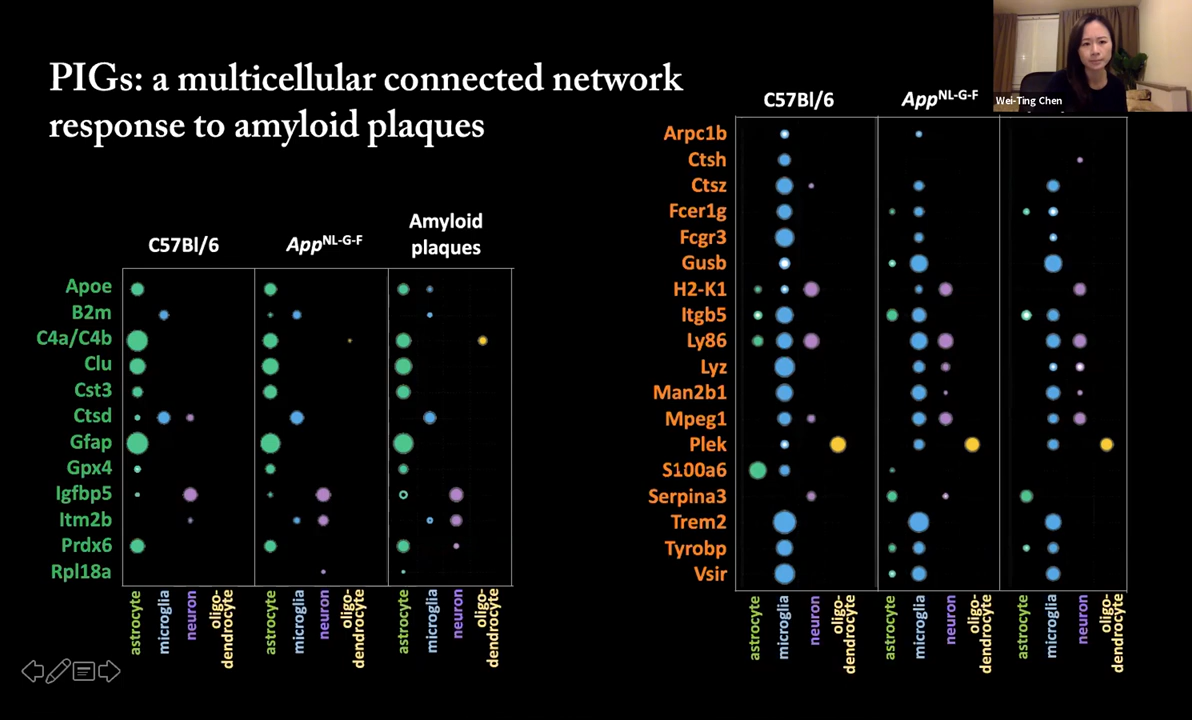 PIGs: a multicellular connected network
response to amyloid plaques
Wei-Ting Chen
C57Bl/6
App^NL-G-F
Amyloid
plaques
Apoe
B2m
C4a/C4b
Clu
Cst3
Ctsd
Gfap
Gpx4
Igfbp5
Itm2b
Prdx6
Rpl18a
astrocyte
microglia
neuron
oligo-
dendrocyte
astrocyte
microglia
neuron
oligo-
dendrocyte
astrocyte
microglia
neuron
oligo-
dendrocyte
C57Bl/6
App^NL-G-F
Arpc1b
Ctsh
Ctsz
Fcer1g
Fcgr3
Gusb
H2-K1
Itgb5
Ly86
Lyz
Man2b1
Mpeg1
Plek
S100a6
Serpina3
Trem2
Tyrobp
Vsir
astrocyte
microglia
neuron
oligo-
dendrocyte
astrocyte
microglia
neuron
oligo-
dendrocyte
astrocyte
microglia
neuron
oligo-
dendrocyte